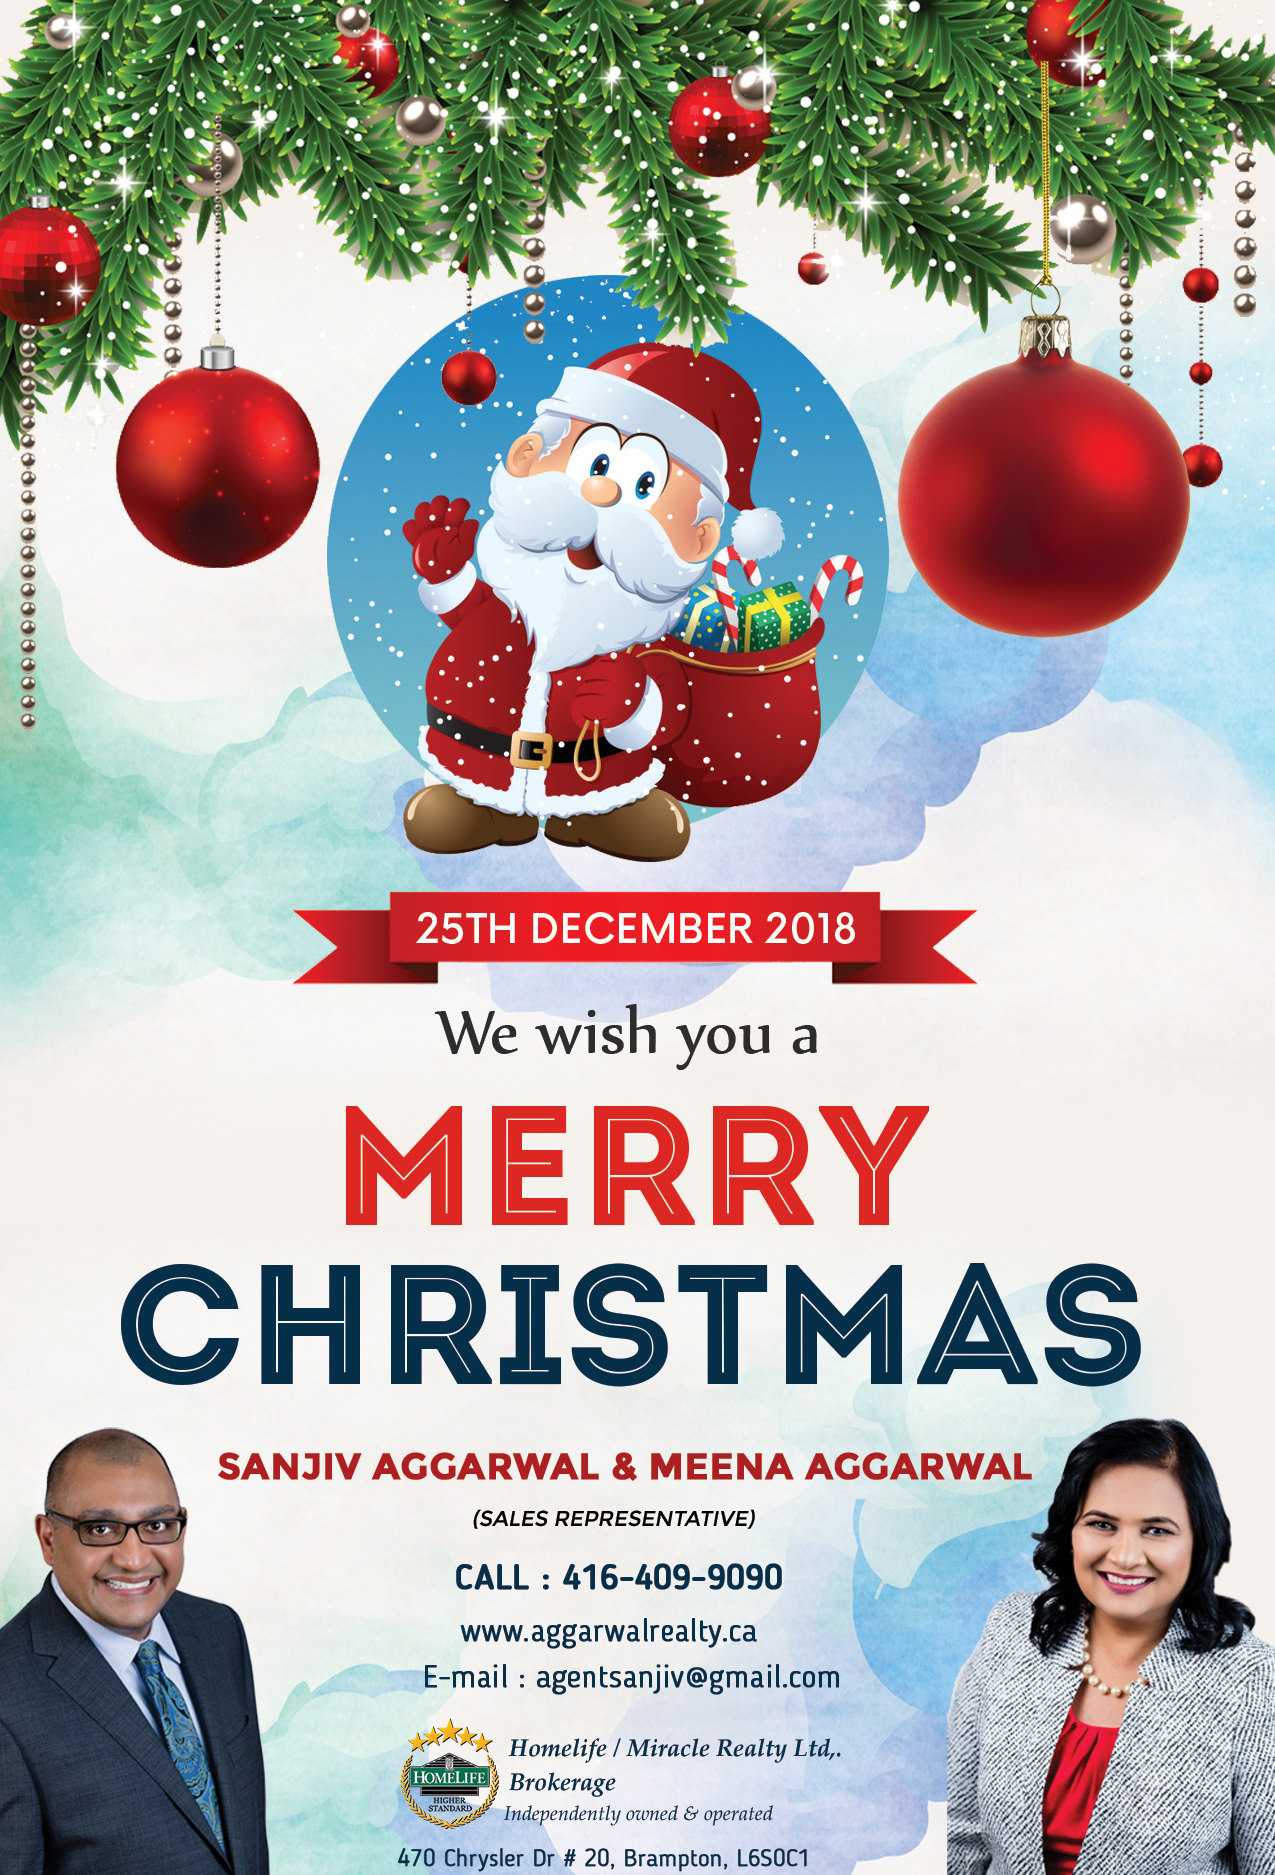 25TH DECEMBER 2018
We wish you a
MERRY
CHRISTMAS
SANJIV AGGARWAL & MEENA AGGARWAL
(SALES REPRESENTATIVE)
CALL : 416-409-9090
www.aggarwalrealty.ca
E-mail : agentsanjiv@gmail.com
HOMELIFE
HIGHER
STANDARD
Homelife / Miracle Realty Ltd,.
Brokerage
Independently owned & operated
470 Chrysler Dr # 20, Brampton, L6S0C1